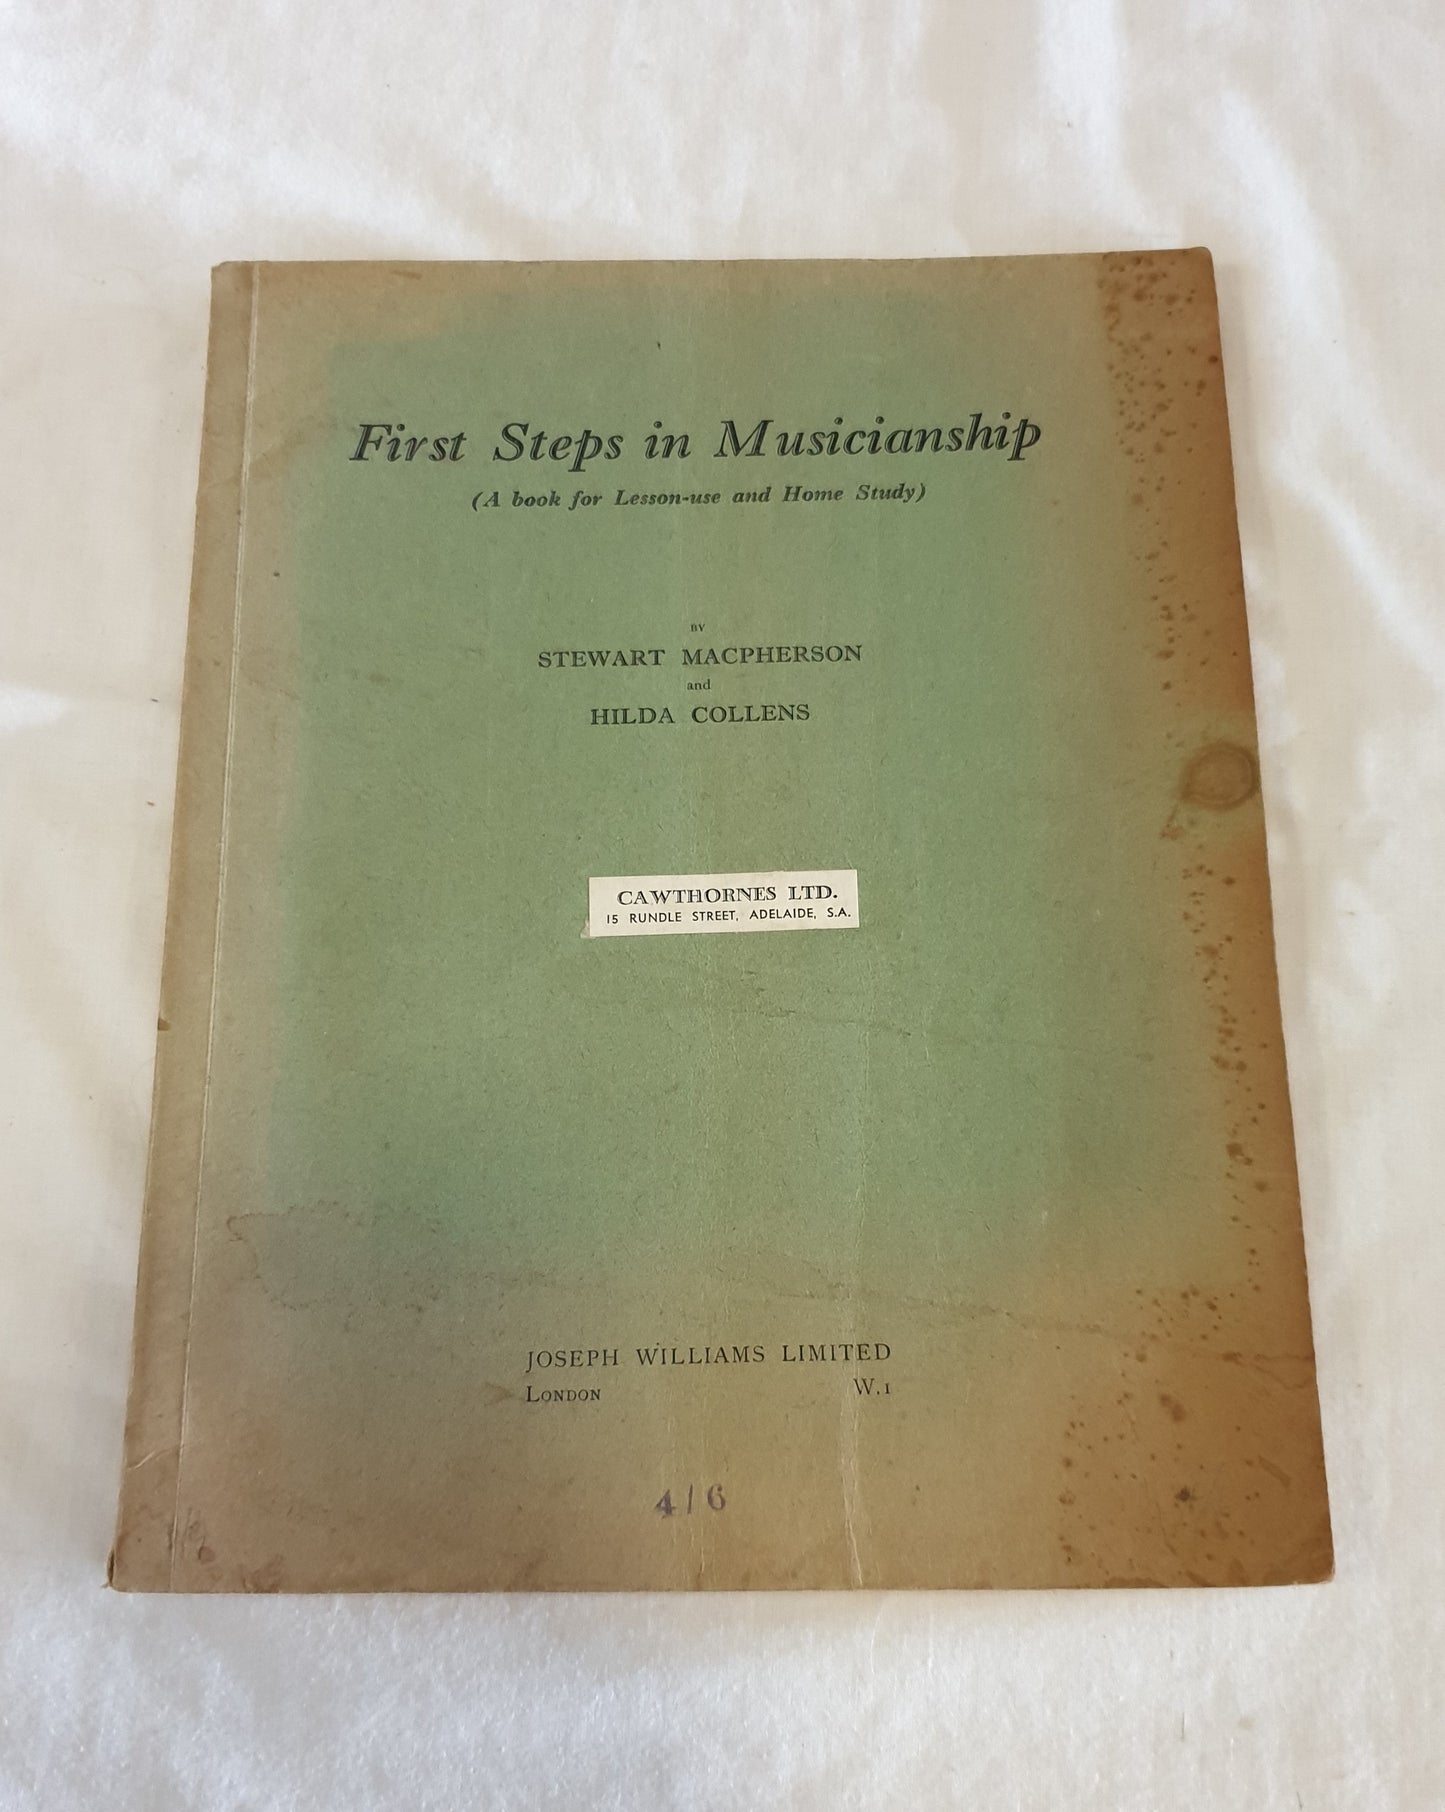 First Steps in Musicianship
(A book for Lesson-use and Home Study)
BY
STEWART MACPHERSON
and
HILDA COLLENS
CAWTHORNES LTD.
15 RUNDLE STREET, ADELAIDE, S.A.
JOSEPH WILLIAMS LIMITED
LONDON W.1
4/6